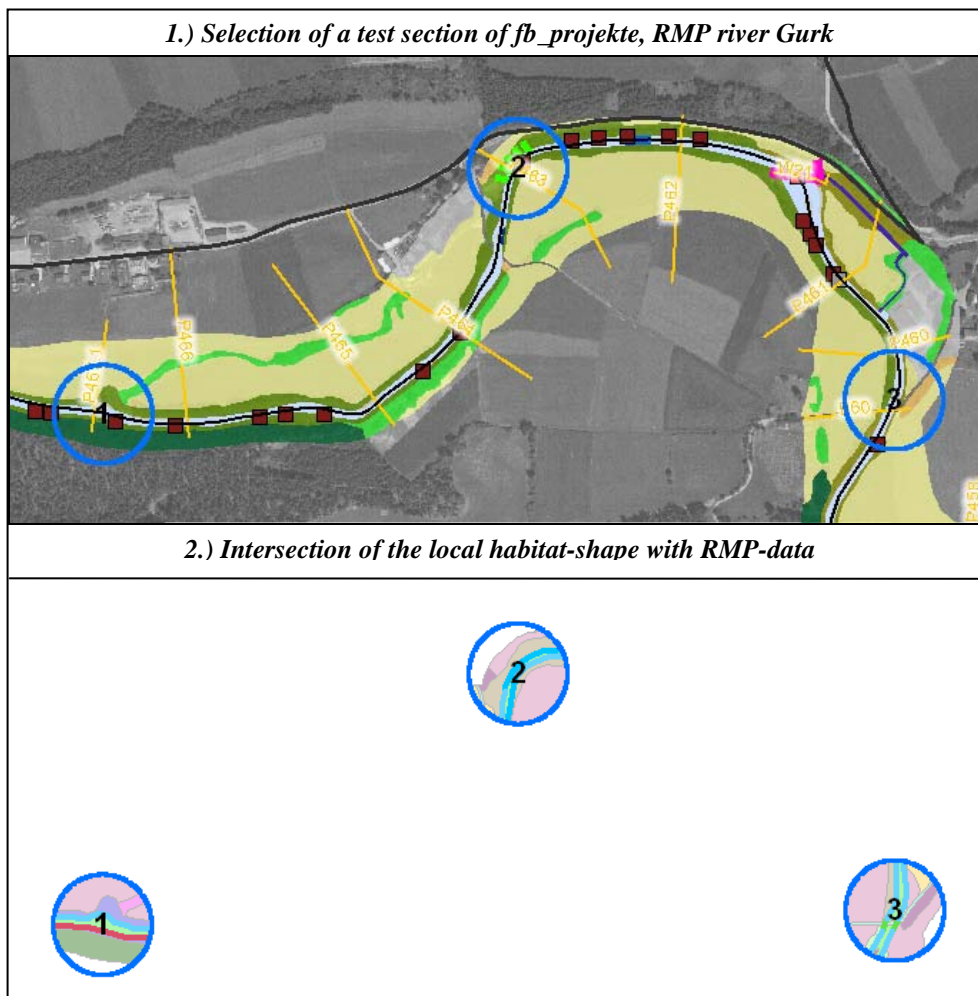 1.) Selection of a test section of fb_projekte, RMP river Gurk
2
P462
P461
P460
P464
P465
P466
1
3
P458
2.) Intersection of the local habitat-shape with RMP-data
2
1
3